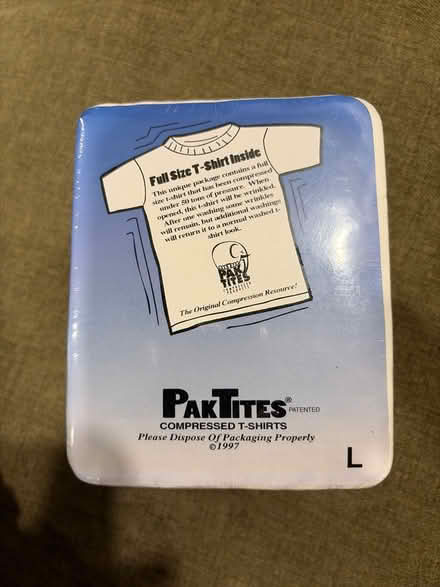 Full Size T-Shirt Inside
This unique package contains a full
size t-shirt that has been compressed
under 50 tons of pressure. When
opened, this t-shirt will be wrinkled.
After one washing some wrinkles
will remain, but additional washings
will return it to a normal washed t-
shirt look.
PAK
TITES
The Original Compression Resource!
PAKTITES® PATENTED
COMPRESSED T-SHIRTS
Please Dispose Of Packaging Properly
©1997
L